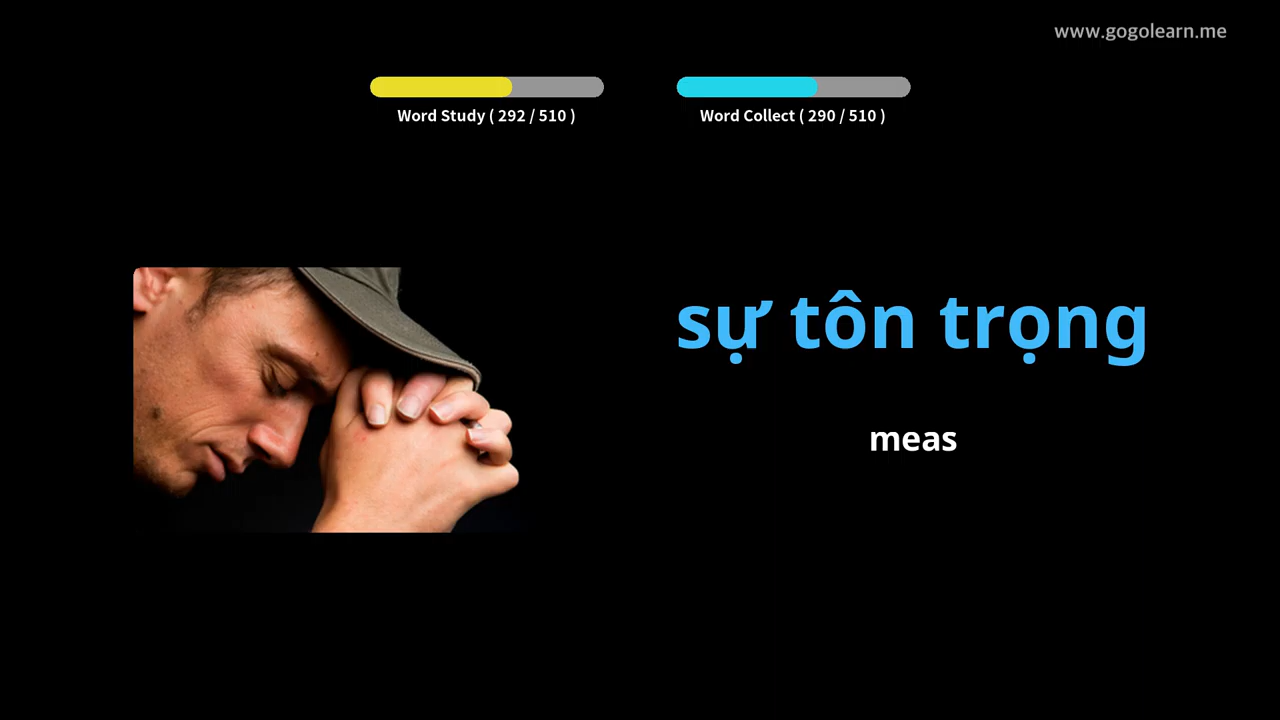 www.gogolearn.me
Word Study ( 292 / 510 )
Word Collect ( 290 / 510 )
sự tôn trọng
meas